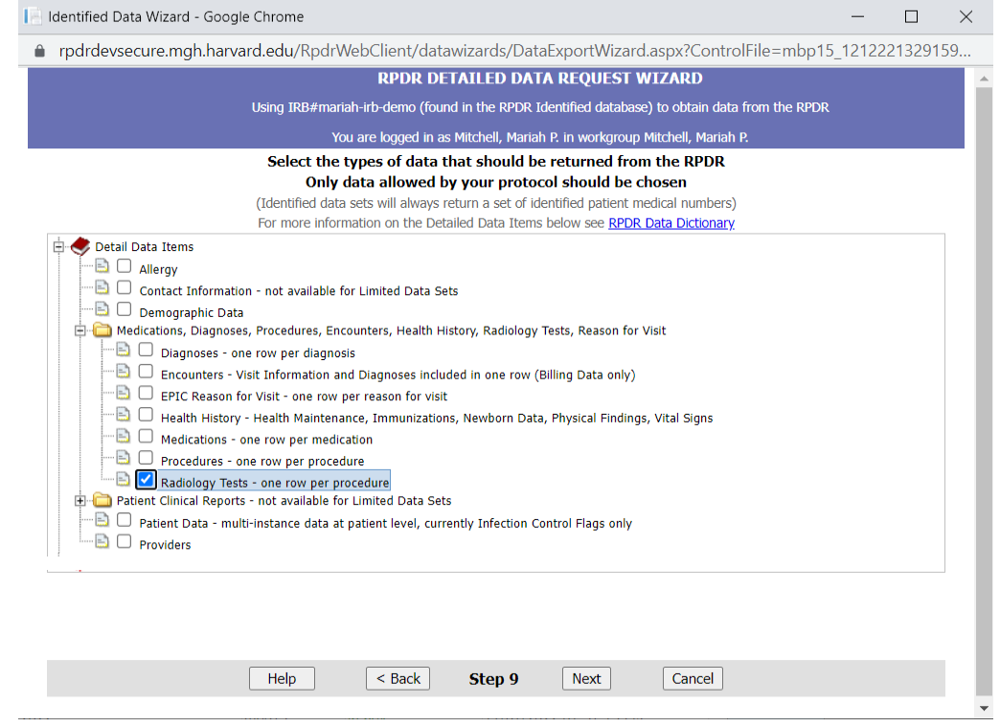 Identified Data Wizard - Google Chrome
rpdrdevsecure.mgh.harvard.edu/RpdrWebClient/datawizards/DataExportWizard.aspx?ControlFile=mbp15_1212221329159...
RPDR DETAILED DATA REQUEST WIZARD
Using IRB#mariah-irb-demo (found in the RPDR Identified database) to obtain data from the RPDR
You are logged in as Mitchell, Mariah P. in workgroup Mitchell, Mariah P.
Select the types of data that should be returned from the RPDR
Only data allowed by your protocol should be chosen
(Identified data sets will always return a set of identified patient medical numbers)
For more information on the Detailed Data Items below see RPDR Data Dictionary
Detail Data Items
Allergy
Contact Information - not available for Limited Data Sets
Demographic Data
Medications, Diagnoses, Procedures, Encounters, Health History, Radiology Tests, Reason for Visit
Diagnoses - one row per diagnosis
Encounters - Visit Information and Diagnoses included in one row (Billing Data only)
EPIC Reason for Visit - one row per reason for visit
Health History - Health Maintenance, Immunizations, Newborn Data, Physical Findings, Vital Signs
Medications - one row per medication
Procedures - one row per procedure
Radiology Tests - one row per procedure
Patient Clinical Reports - not available for Limited Data Sets
Patient Data - multi-instance data at patient level, currently Infection Control Flags only
Providers
Help < Back Step 9 Next Cancel